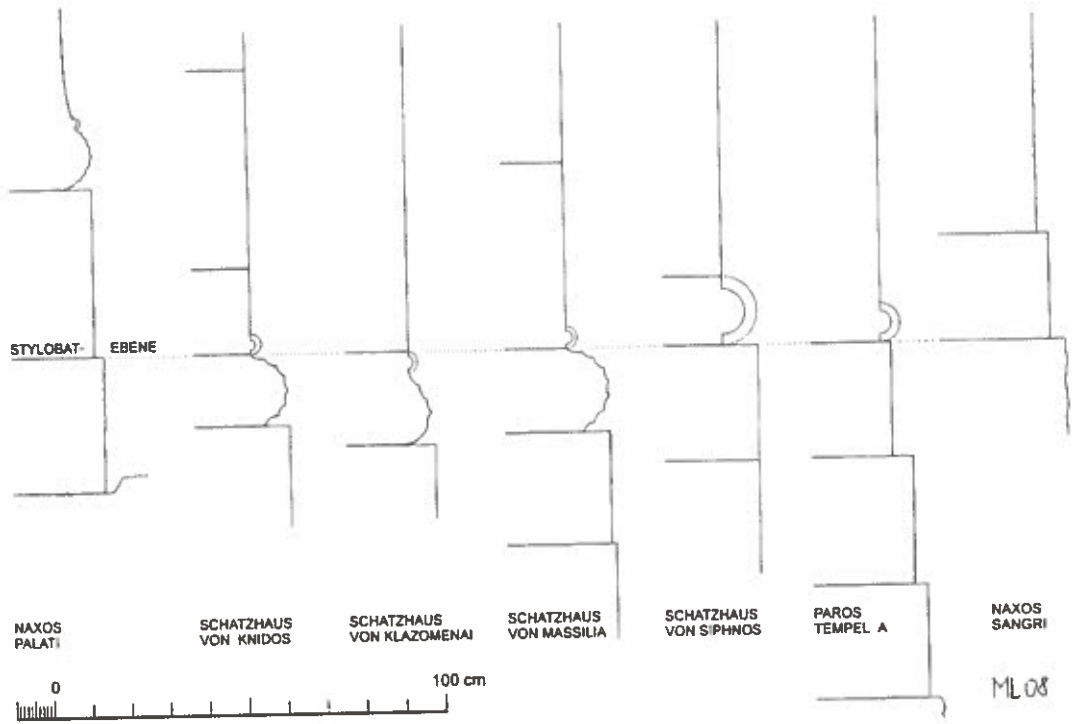 STYLOBAT- EBENE
NAXOS
PALATI
SCHATZHAUS
VON KNIDOS
SCHATZHAUS
VON KLAZOMENAI
SCHATZHAUS
VON MASSILIA
SCHATZHAUS
VON SIPHNOS
PAROS
TEMPEL A
NAXOS
SANGRI
0
100 cm
ML 08